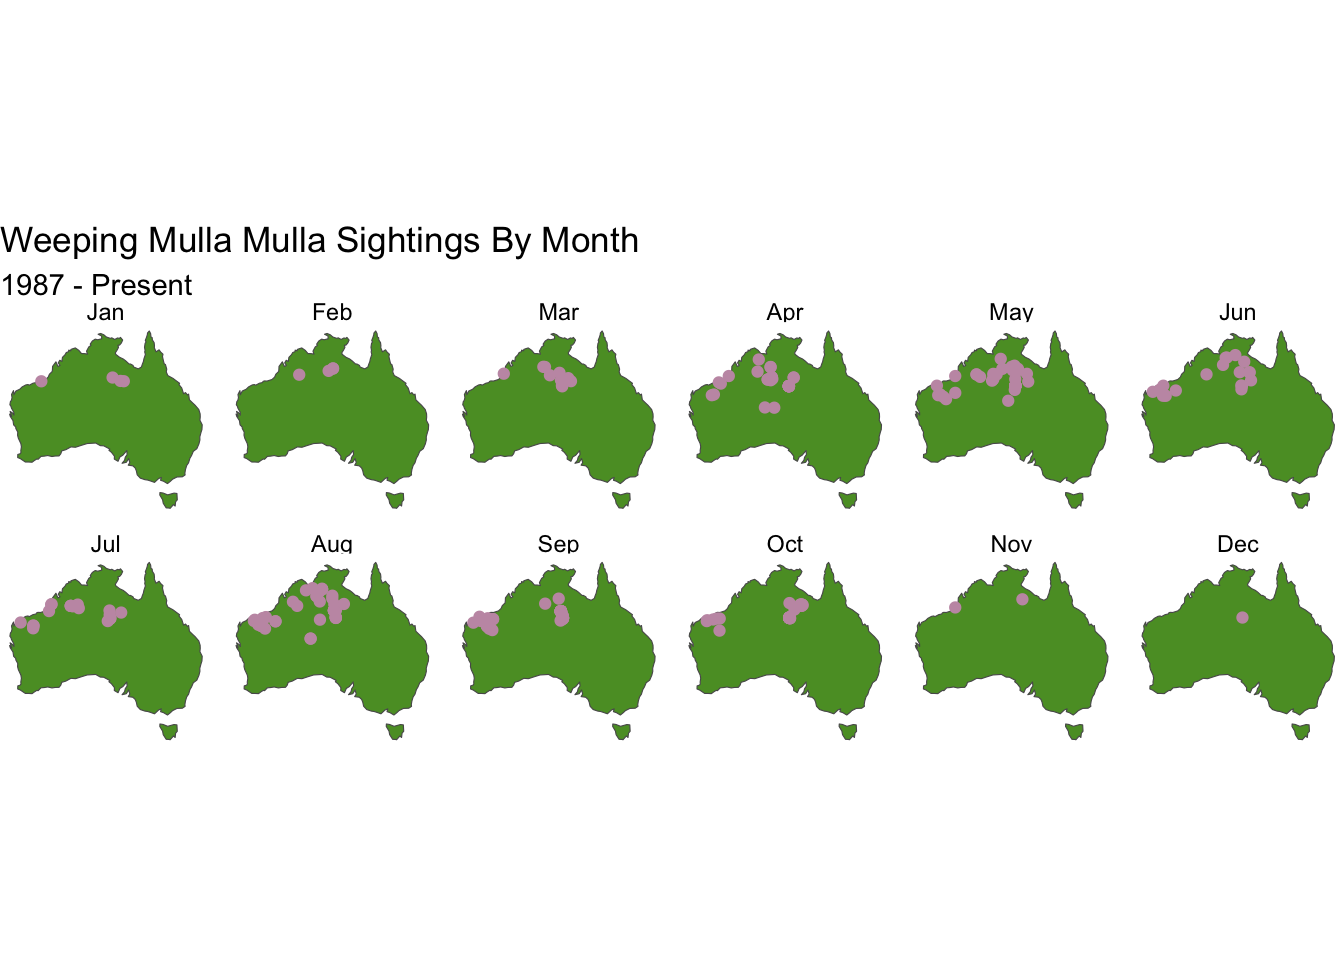 Weeping Mulla Mulla Sightings By Month
1987 - Present
Jan Feb Mar Apr May Jun
Jul Aug Sep Oct Nov Dec